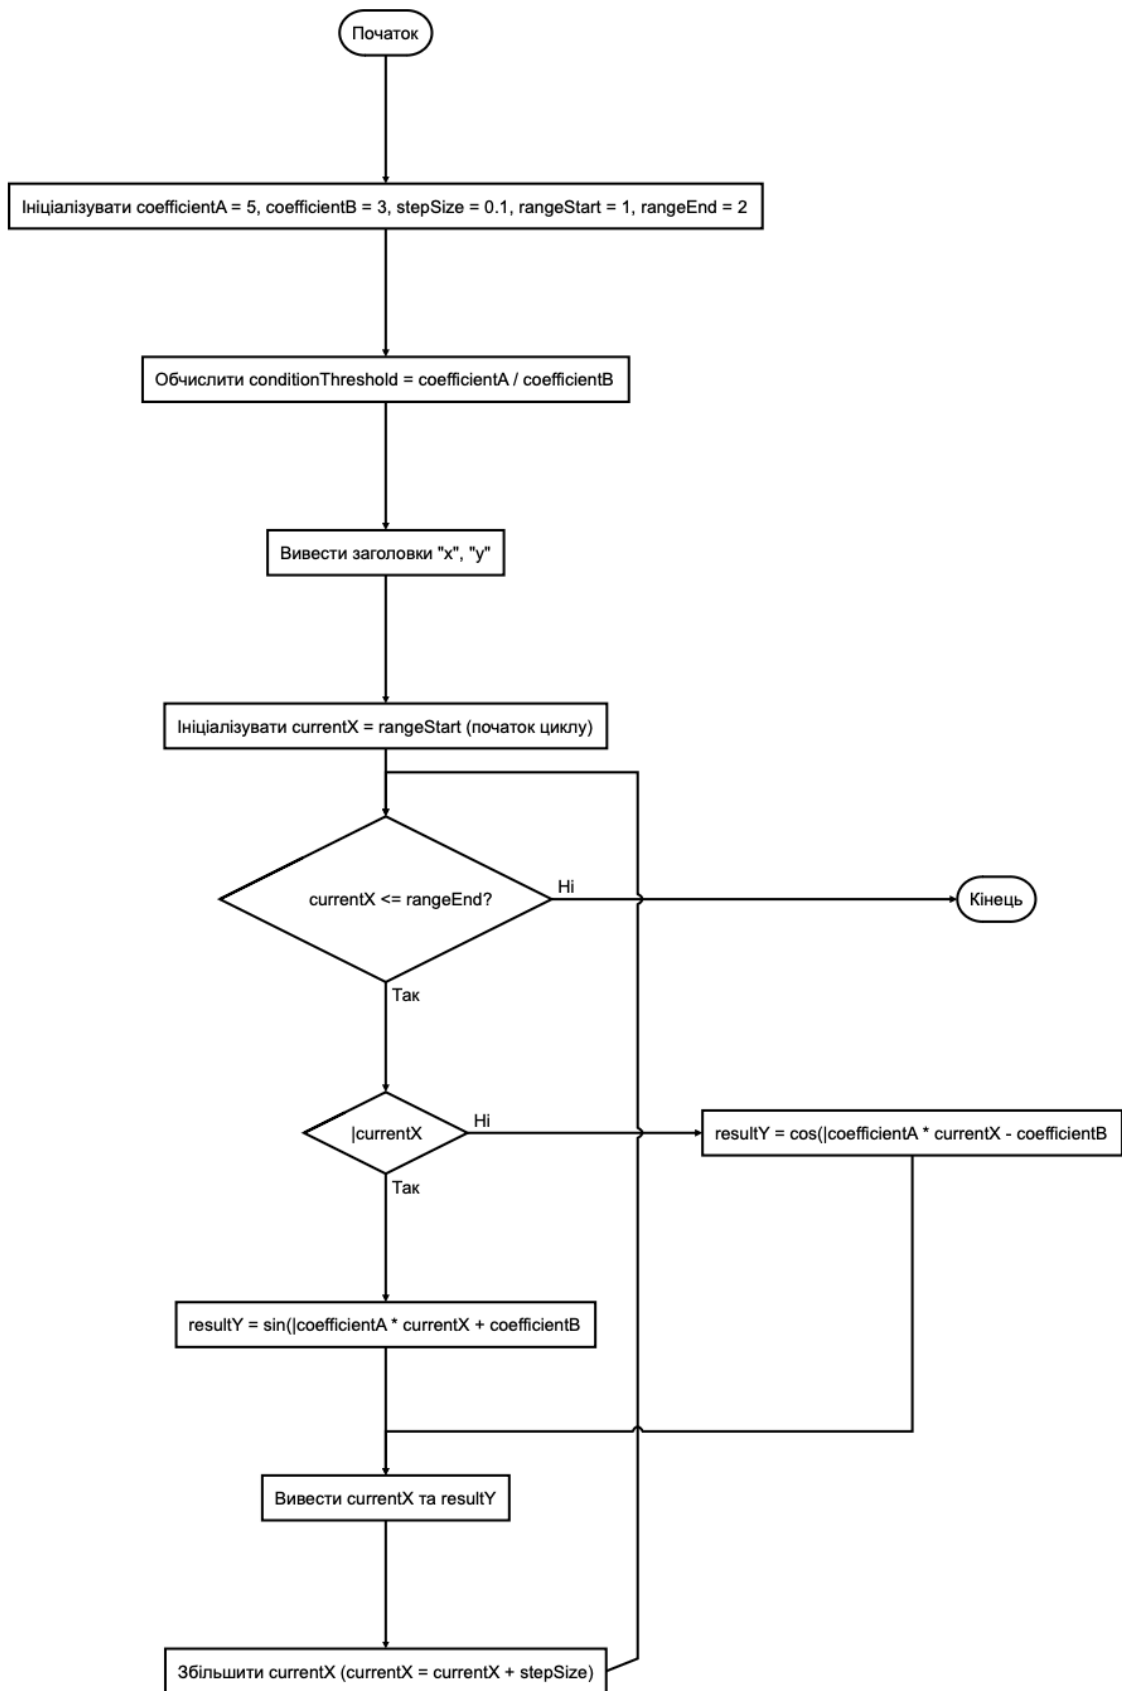 Початок
Ініціалізувати coefficientA = 5, coefficientB = 3, stepSize = 0.1, rangeStart = 1, rangeEnd = 2
Обчислити conditionThreshold = coefficientA / coefficientB
Вивести заголовки "x", "y"
Ініціалізувати currentX = rangeStart (початок циклу)
currentX <= rangeEnd?
Ні
Кінець
Так
|currentX
Ні
resultY = cos(|coefficientA * currentX - coefficientB
Так
resultY = sin(|coefficientA * currentX + coefficientB
Вивести currentX та resultY
Збільшити currentX (currentX = currentX + stepSize)